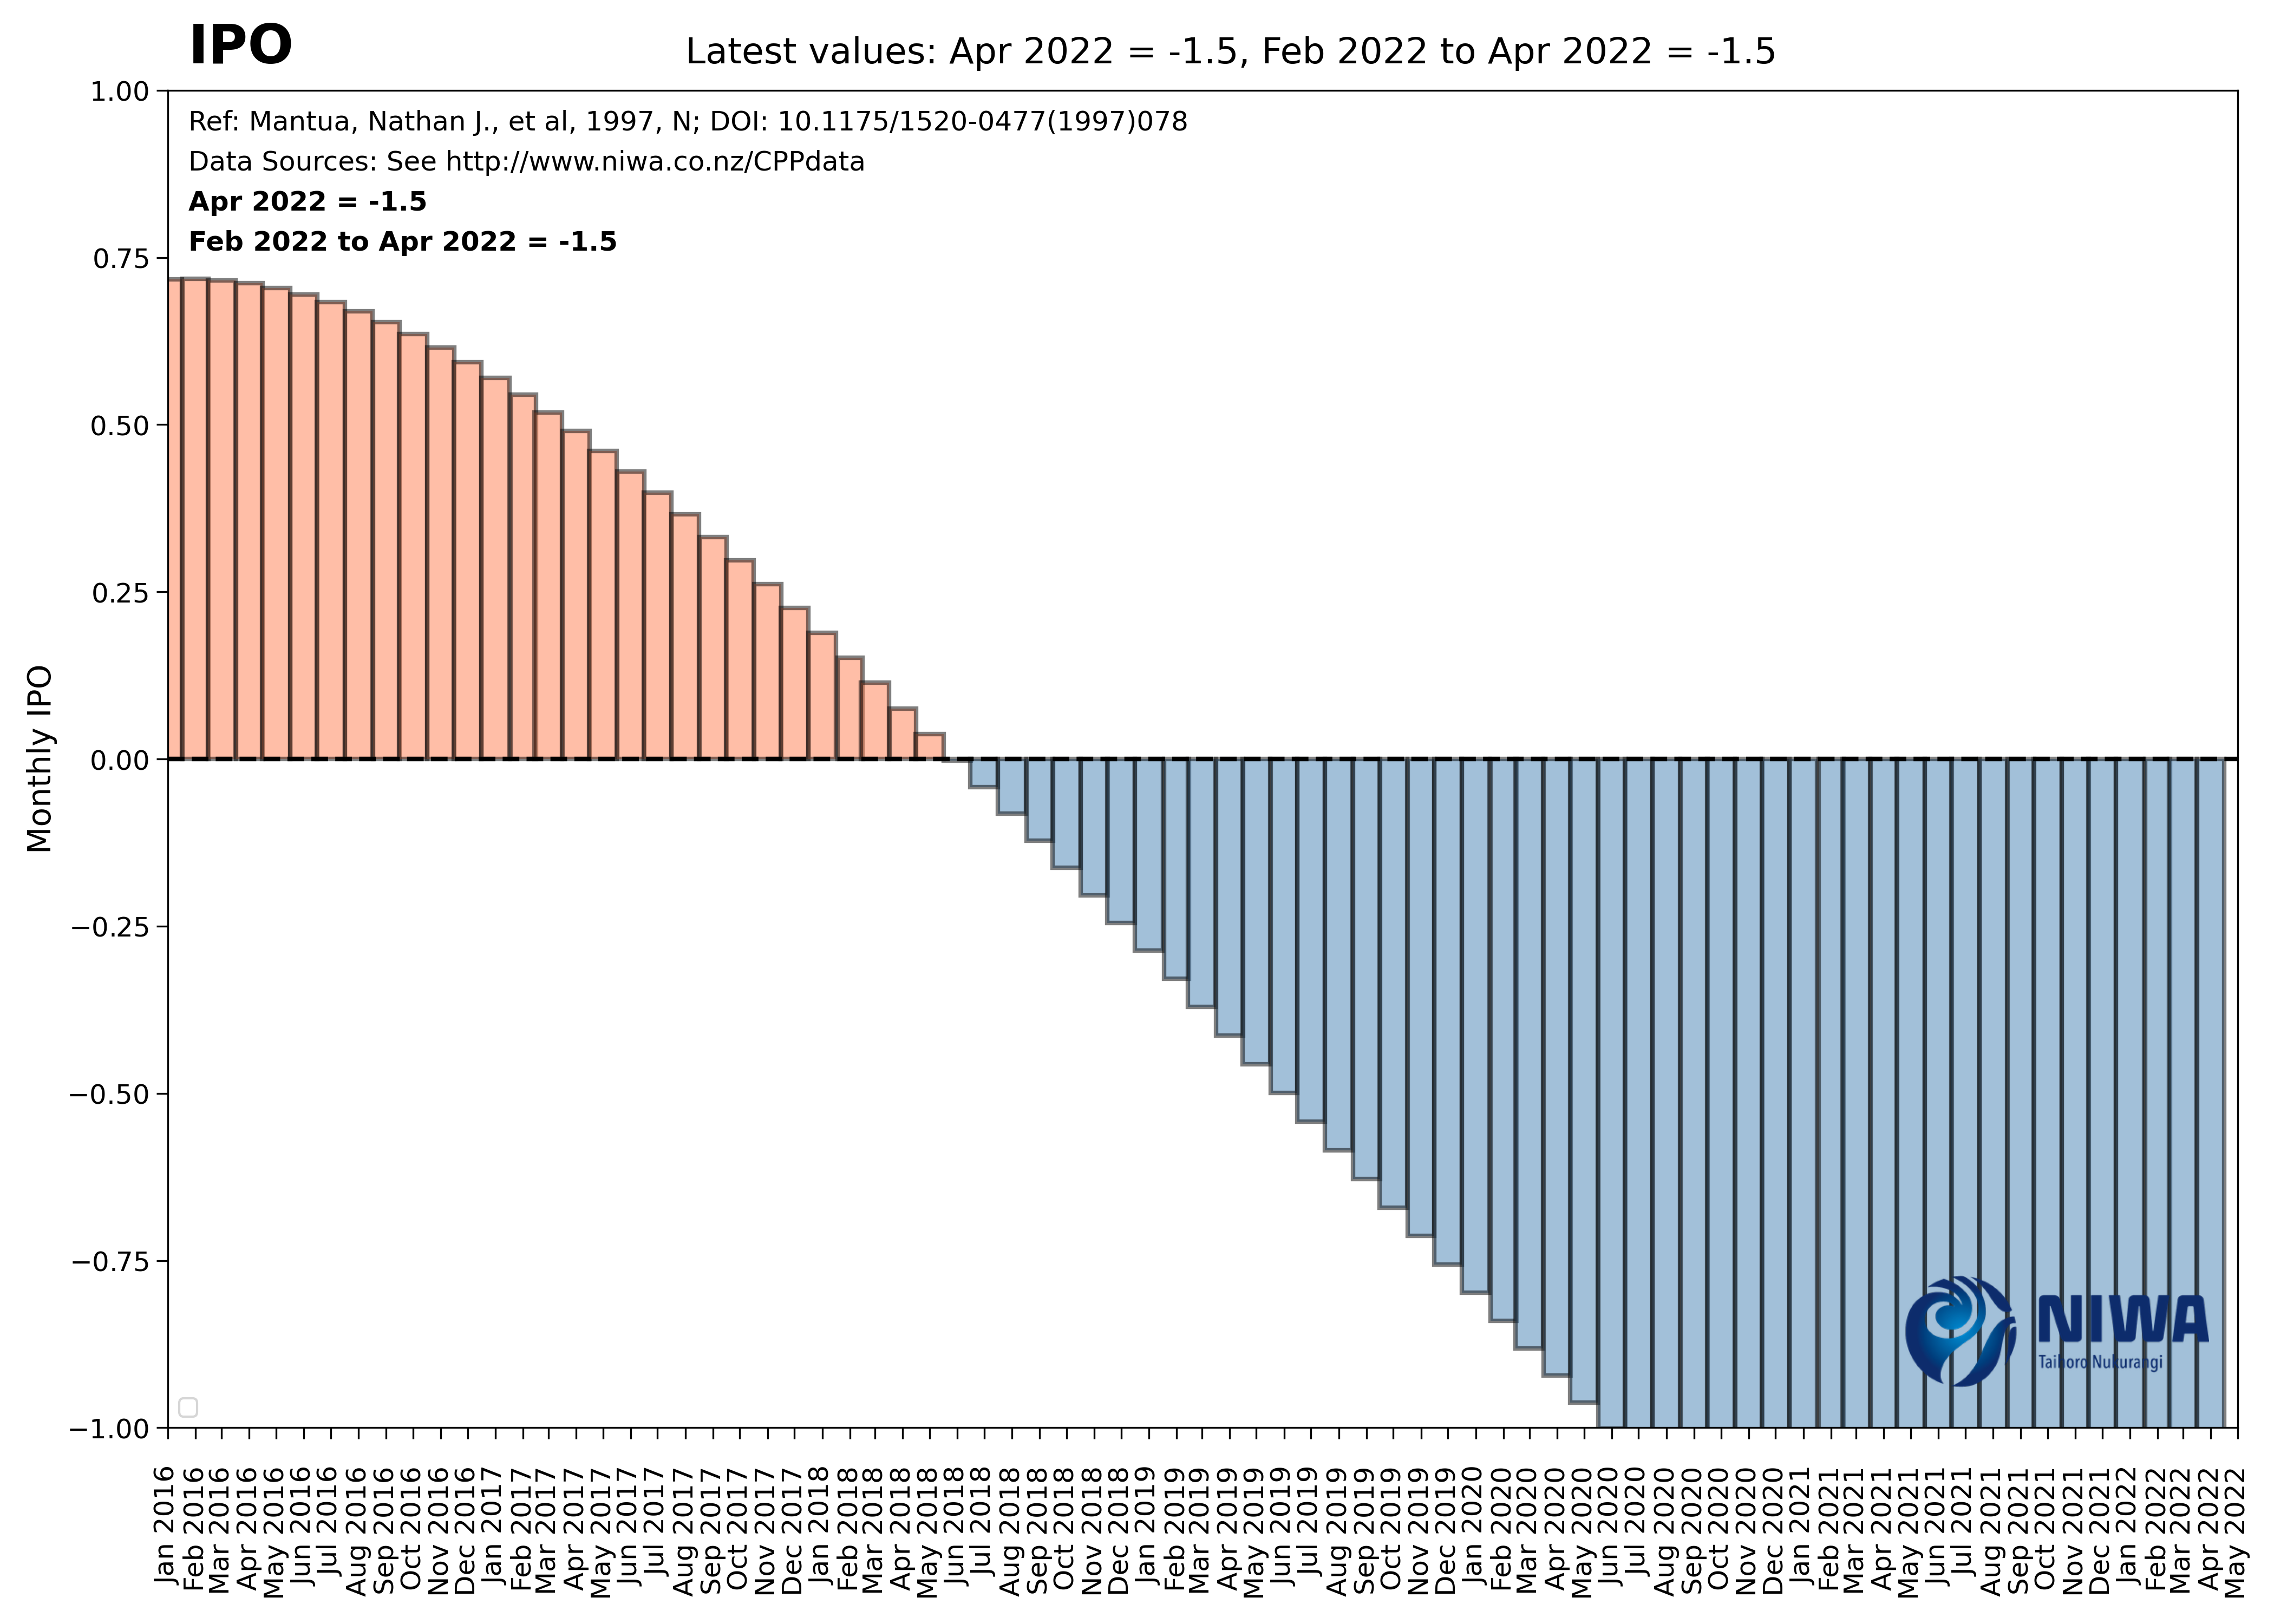 IPO
Latest values: Apr 2022 = -1.5, Feb 2022 to Apr 2022 = -1.5
Ref: Mantua, Nathan J., et al, 1997, N; DOI: 10.1175/1520-0477(1997)078
Data Sources: See http://www.niwa.co.nz/CPPdata
Apr 2022 = -1.5
Feb 2022 to Apr 2022 = -1.5
Monthly IPO
1.00
0.75
0.50
0.25
0.00
−0.25
−0.50
−0.75
−1.00
NIWA
Taihoro Nukurangi
Jan 2016
Feb 2016
Mar 2016
Apr 2016
May 2016
Jun 2016
Jul 2016
Aug 2016
Sep 2016
Oct 2016
Nov 2016
Dec 2016
Jan 2017
Feb 2017
Mar 2017
Apr 2017
May 2017
Jun 2017
Jul 2017
Aug 2017
Sep 2017
Oct 2017
Nov 2017
Dec 2017
Jan 2018
Feb 2018
Mar 2018
Apr 2018
May 2018
Jun 2018
Jul 2018
Aug 2018
Sep 2018
Oct 2018
Nov 2018
Dec 2018
Jan 2019
Feb 2019
Mar 2019
Apr 2019
May 2019
Jun 2019
Jul 2019
Aug 2019
Sep 2019
Oct 2019
Nov 2019
Dec 2019
Jan 2020
Feb 2020
Mar 2020
Apr 2020
May 2020
Jun 2020
Jul 2020
Aug 2020
Sep 2020
Oct 2020
Nov 2020
Dec 2020
Jan 2021
Feb 2021
Mar 2021
Apr 2021
May 2021
Jun 2021
Jul 2021
Aug 2021
Sep 2021
Oct 2021
Nov 2021
Dec 2021
Jan 2022
Feb 2022
Mar 2022
Apr 2022
May 2022